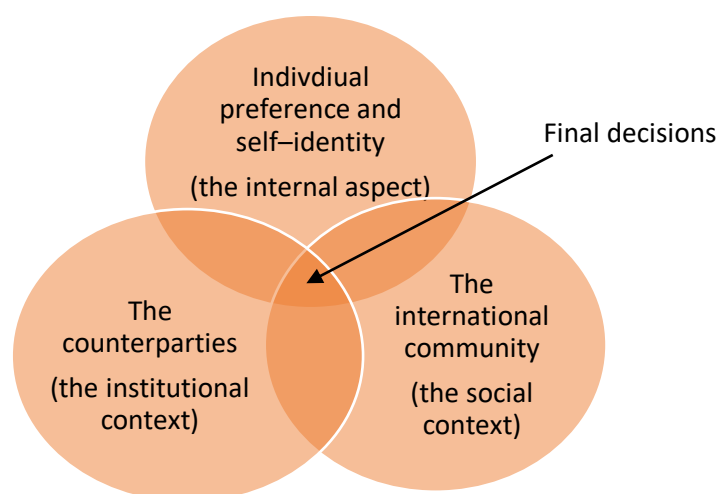 Indivdiual
preference and
self–identity
(the internal aspect)
Final decisions
The
counterparties
(the institutional
context)
The
international
community
(the social
context)